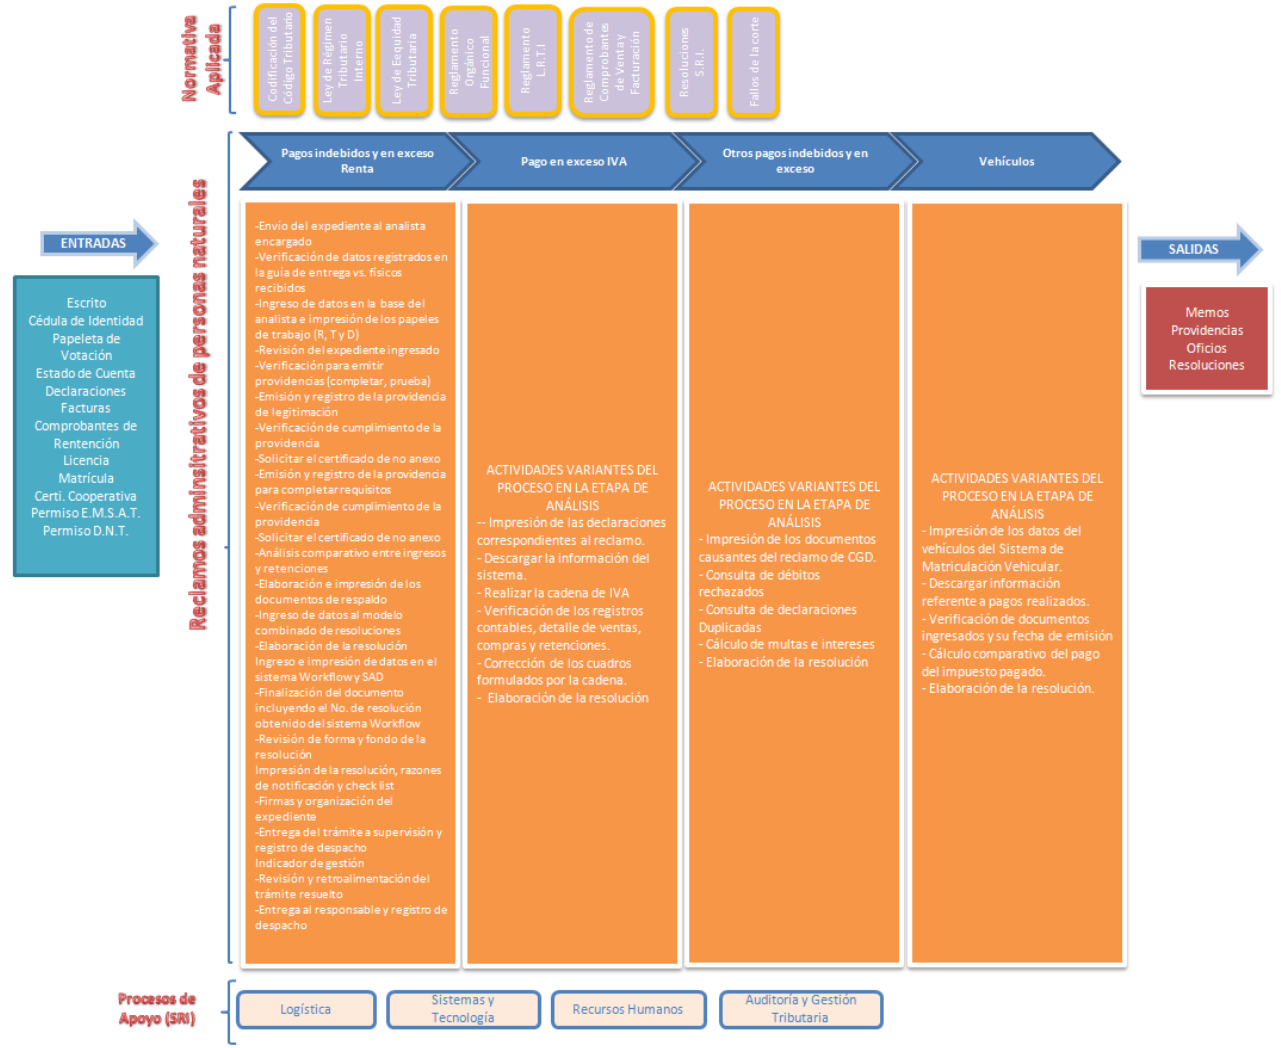 Normativa
Aplicada
Codificación del
Código Tributario
Ley de Régimen
Tributario
Interno
Ley de Eequidad
Tributaria
Reglamento
Orgánico
Funcional
Reglamento
L.R.T.I
Reglamento de
Comprobantes
de Venta y
Facturación
Resoluciones
S.R.I.
Fallos de la corte
Reclamos adminsitrativos de personas naturales
Pagos indebidos y en exceso
Renta
Pago en exceso IVA
Otros pagos indebidos y en
exceso
Vehículos
ENTRADAS
Escrito
Cédula de Identidad
Papeleta de
Votación
Estado de Cuenta
Declaraciones
Facturas
Comprobantes de
Rentención
Licencia
Matrícula
Certi. Cooperativa
Permiso E.M.S.A.T.
Permiso D.N.T.
-Envío del expediente al analista
encargado
-Verificación de datos registrados en
la guía de entrega vs. físicos
recibidos
-Ingreso de datos en la base del
analista e impresión de los papeles
de trabajo (R, T y D)
-Revisión del expediente ingresado
-Verificación para emitir
providencias (completar, prueba)
-Emisión y registro de la providencia
de legitimación
-Verificación de cumplimiento de la
providencia
-Solicitar el certificado de no anexo
-Emisión y registro de la providencia
para completar requisitos
-Verificación de cumplimiento de la
providencia
-Solicitar el certificado de no anexo
-Análisis comparativo entre ingresos
y retenciones
-Elaboración e impresión de los
documentos de respaldo
-Ingreso de datos al modelo
combinado de resoluciones
-Elaboración de la resolución
Ingreso e impresión de datos en el
sistema Workflow y SAD
-Finalización del documento
incluyendo el No. de resolución
obtenido del sistema Workflow
-Revisión de forma y fondo de la
resolución
Impresión de la resolución, razones
de notificación y check list
-Firmas y organización del
expediente
-Entrega del trámite a supervisión y
registro de despacho
Indicador de gestión
-Revisión y retroalimentación del
trámite resuelto
-Entrega al responsable y registro de
despacho
ACTIVIDADES VARIANTES DEL
PROCESO EN LA ETAPA DE
ANÁLISIS
-- Impresión de las declaraciones
correspondientes al reclamo.
- Descargar la información del
sistema.
- Realizar la cadena de IVA
- Verificación de los registros
contables, detalle de ventas,
compras y retenciones.
- Corrección de los cuadros
formulados por la cadena.
- Elaboración de la resolución
ACTIVIDADES VARIANTES DEL
PROCESO EN LA ETAPA DE
ANÁLISIS
- Impresión de los documentos
causantes del reclamo de CGD.
- Consulta de débitos
rechazados
- Consulta de declaraciones
Duplicadas
- Cálculo de multas e intereses
- Elaboración de la resolución
ACTIVIDADES VARIANTES DEL
PROCESO EN LA ETAPA DE
ANÁLISIS
- Impresión de los datos del
vehículos del Sistema de
Matriculación Vehicular.
- Descargar información
referente a pagos realizados.
- Verificación de documentos
ingresados y su fecha de emisión
- Cálculo comparativo del pago
del impuesto pagado.
- Elaboración de la resolución.
SALIDAS
Memos
Providencias
Oficios
Resoluciones
Procesos de
Apoyo (SRI)
Logística
Sistemas y
Tecnología
Recursos Humanos
Auditoría y Gestión
Tributaria